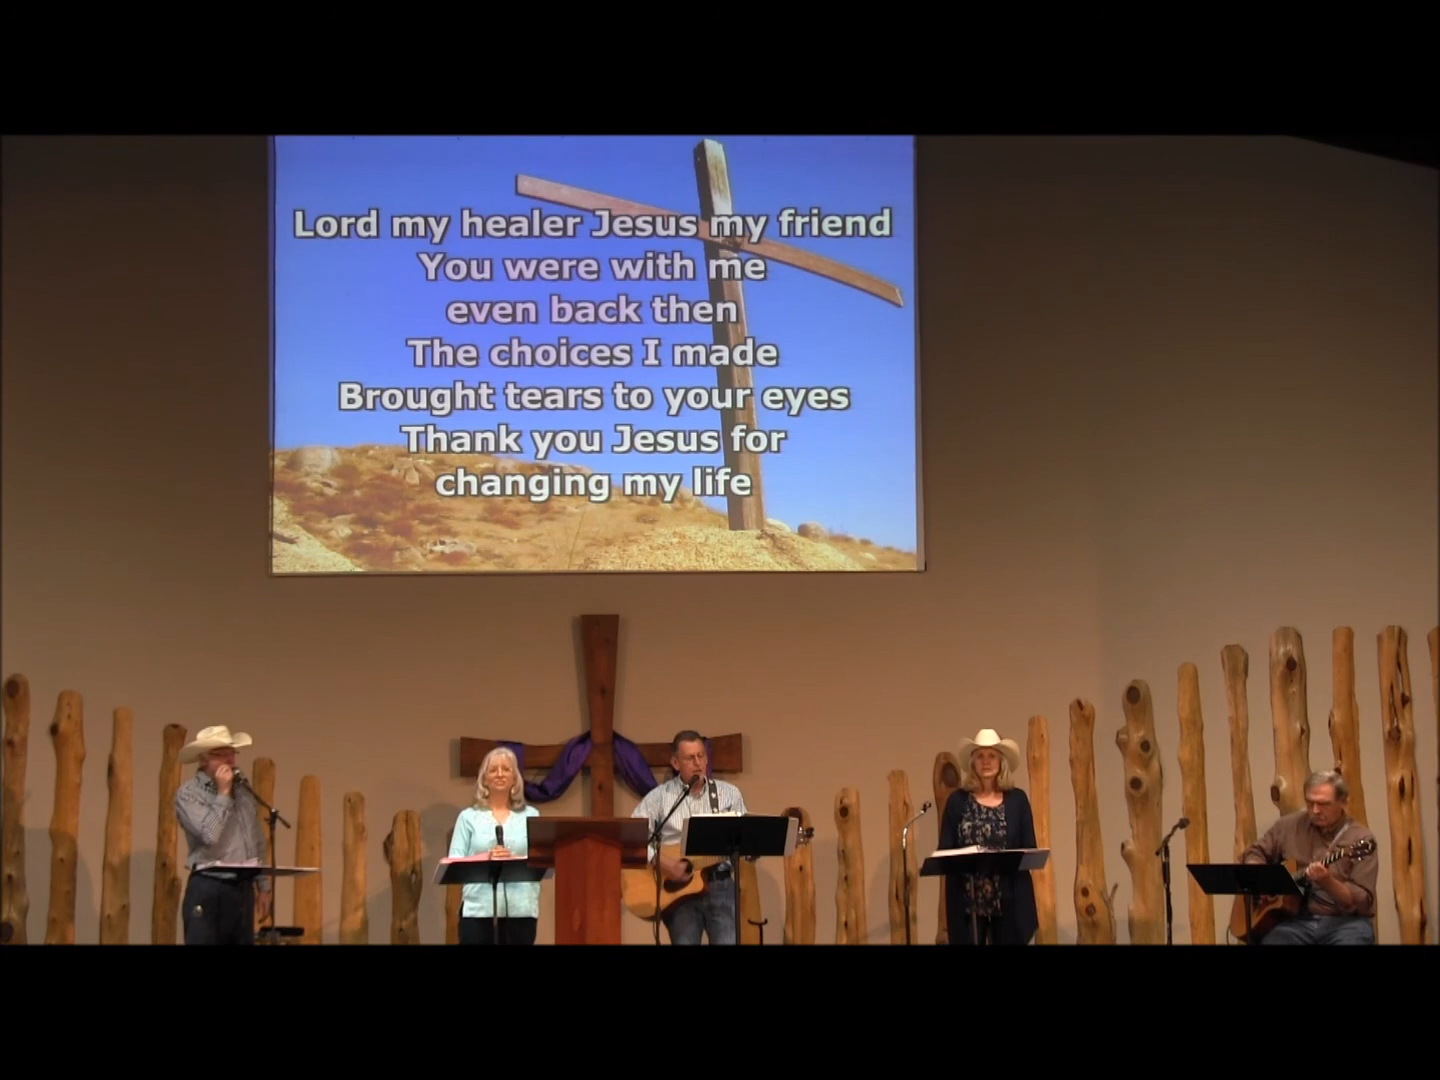 Lord my healer Jesus my friend
You were with me
even back then
The choices I made
Brought tears to your eyes
Thank you Jesus for
changing my life